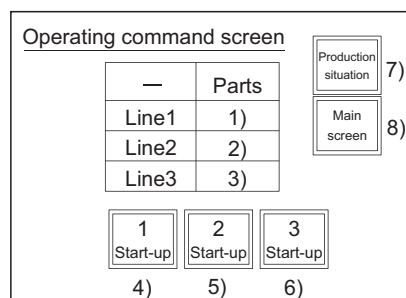 Operating command screen
Production
situation
7)
— Parts
Line1 1)
Main
screen
8)
Line2 2)
Line3 3)
1
Start-up
2
Start-up
3
Start-up
4) 5) 6)